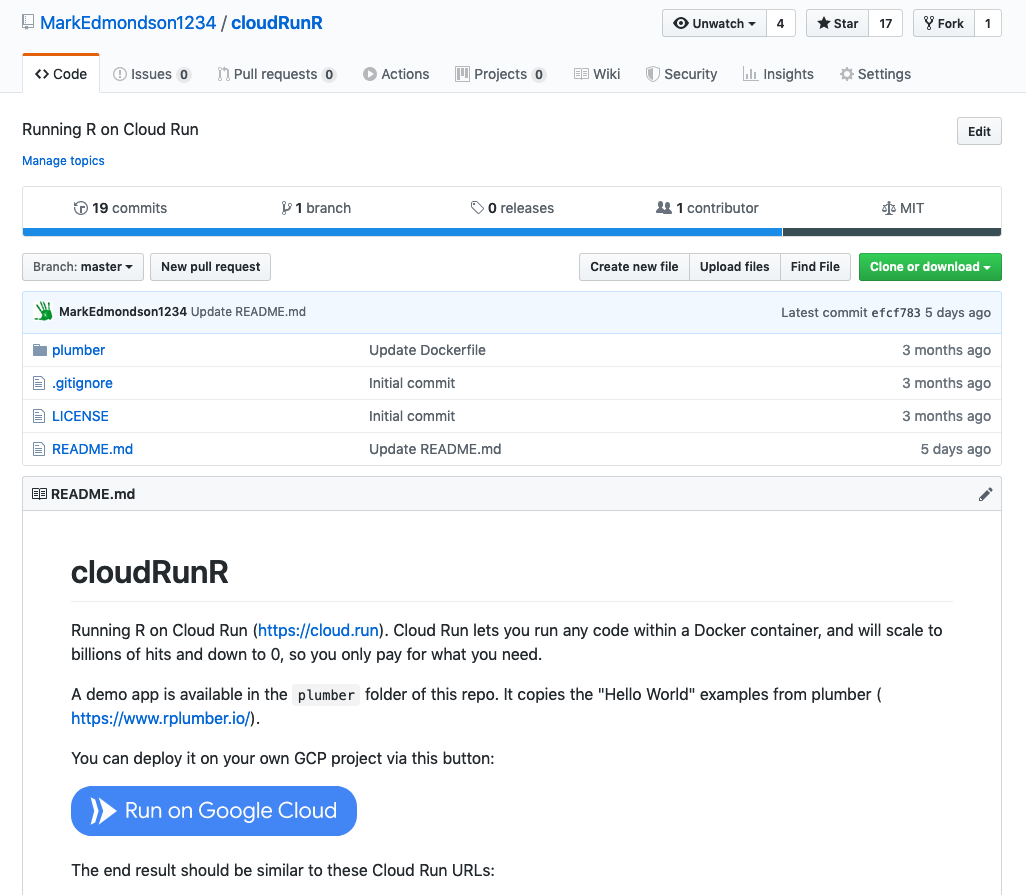 MarkEdmondson1234 / cloudRunR
Unwatch 4 Star 17 Fork 1
Code Issues 0 Pull requests 0 Actions Projects 0 Wiki Security Insights Settings
Running R on Cloud Run Edit
Manage topics
19 commits 1 branch 0 releases 1 contributor MIT
Branch: master New pull request Create new file Upload files Find File Clone or download
MarkEdmondson1234 Update README.md Latest commit efcf783 5 days ago
plumber Update Dockerfile 3 months ago
.gitignore Initial commit 3 months ago
LICENSE Initial commit 3 months ago
README.md Update README.md 5 days ago
README.md
cloudRunR
Running R on Cloud Run (https://cloud.run). Cloud Run lets you run any code within a Docker container, and will scale to
billions of hits and down to 0, so you only pay for what you need.
A demo app is available in the plumber folder of this repo. It copies the "Hello World" examples from plumber (
https://www.rplumber.io/).
You can deploy it on your own GCP project via this button:
Run on Google Cloud
The end result should be similar to these Cloud Run URLs: